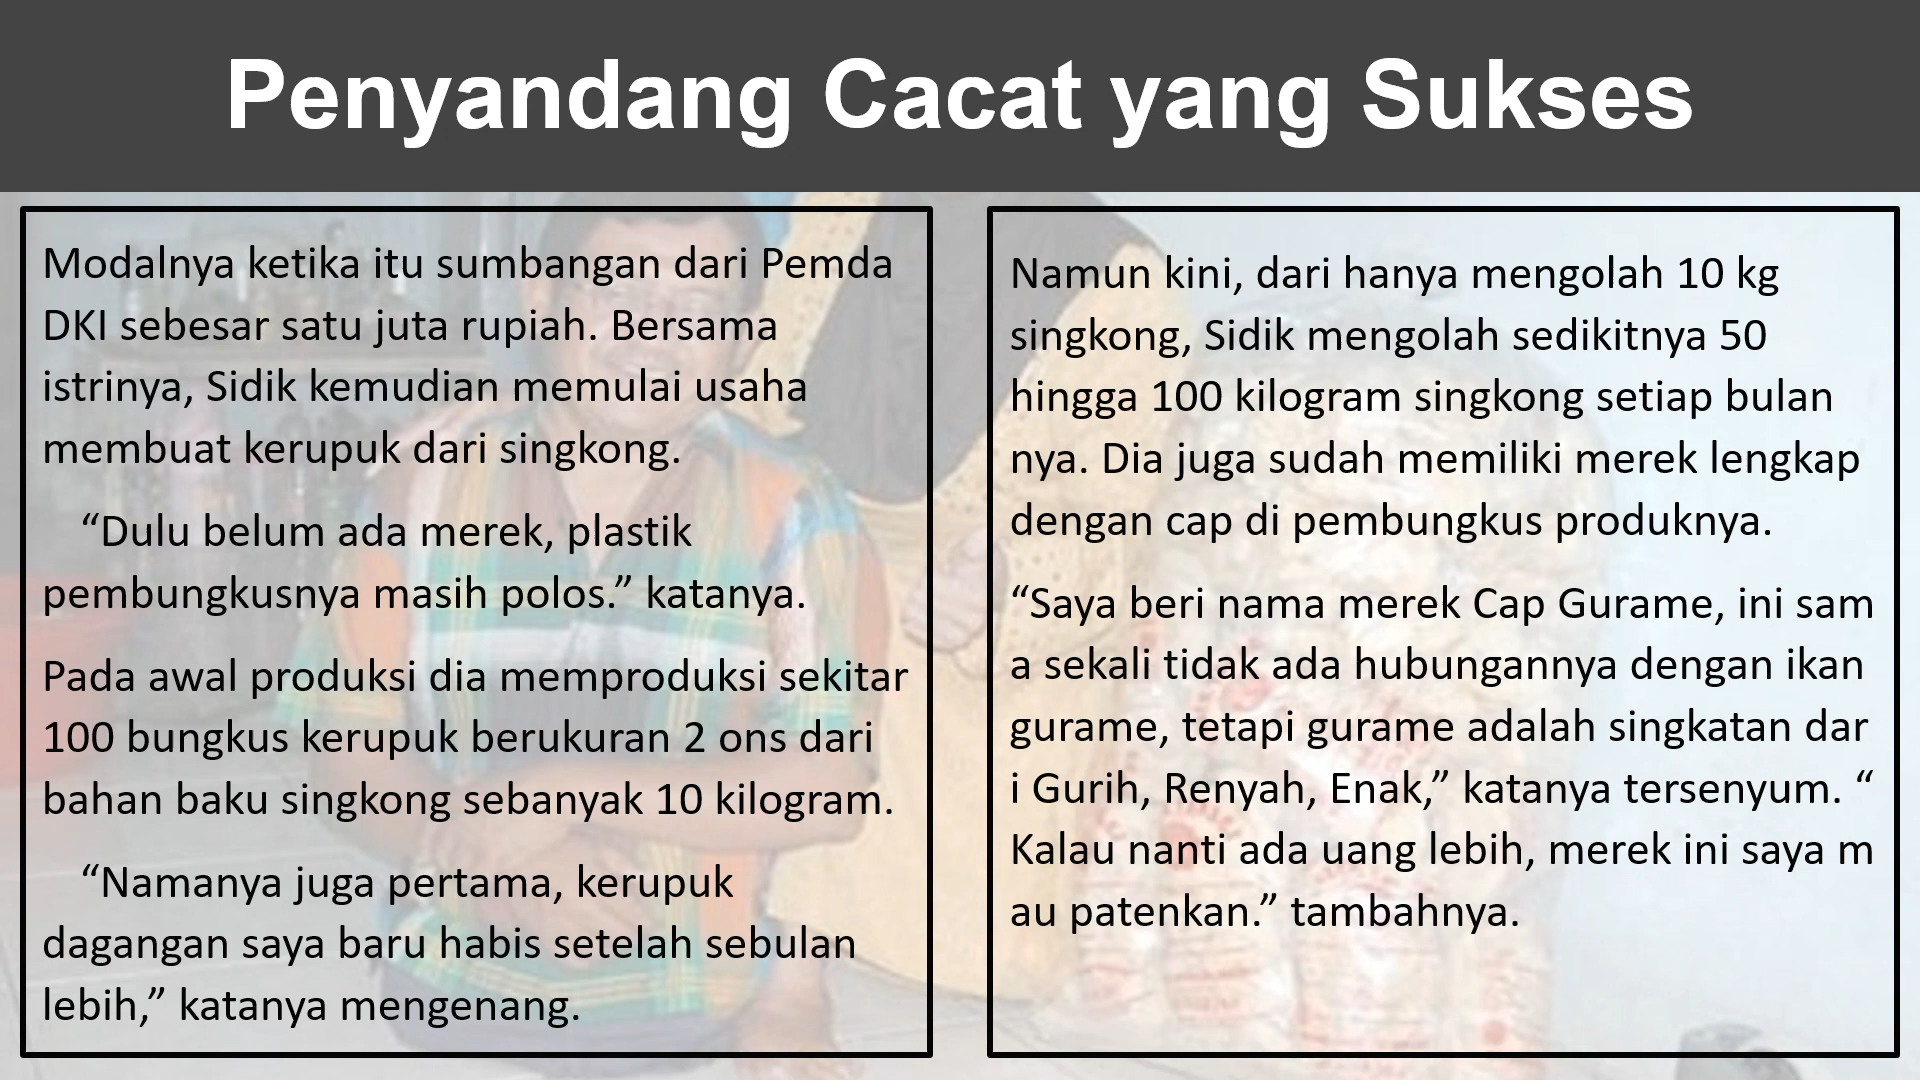 Penyandang Cacat yang Sukses
Modalnya ketika itu sumbangan dari Pemda
DKI sebesar satu juta rupiah. Bersama
istrinya, Sidik kemudian memulai usaha
membuat kerupuk dari singkong.
“Dulu belum ada merek, plastik
pembungkusnya masih polos.” katanya.
Pada awal produksi dia memproduksi sekitar
100 bungkus kerupuk berukuran 2 ons dari
bahan baku singkong sebanyak 10 kilogram.
“Namanya juga pertama, kerupuk
dagangan saya baru habis setelah sebulan
lebih,” katanya mengenang.
Namun kini, dari hanya mengolah 10 kg
singkong, Sidik mengolah sedikitnya 50
hingga 100 kilogram singkong setiap bulan
nya. Dia juga sudah memiliki merek lengkap
dengan cap di pembungkus produknya.
“Saya beri nama merek Cap Gurame, ini sam
a sekali tidak ada hubungannya dengan ikan
gurame, tetapi gurame adalah singkatan dar
i Gurih, Renyah, Enak,” katanya tersenyum. “
Kalau nanti ada uang lebih, merek ini saya m
au patenkan.” tambahnya.